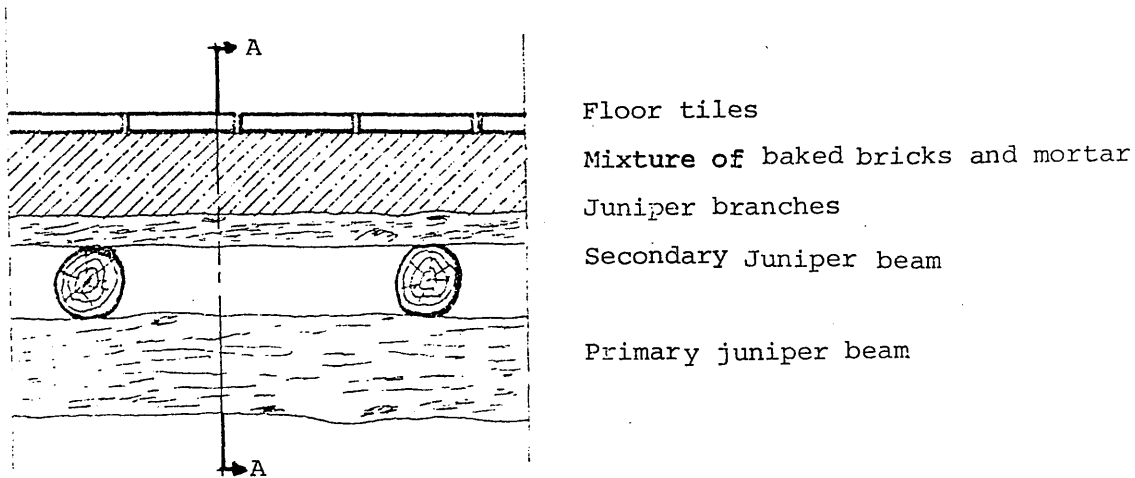 A
Floor tiles
Mixture of baked bricks and mortar
Juniper branches
Secondary Juniper beam
Primary juniper beam
A